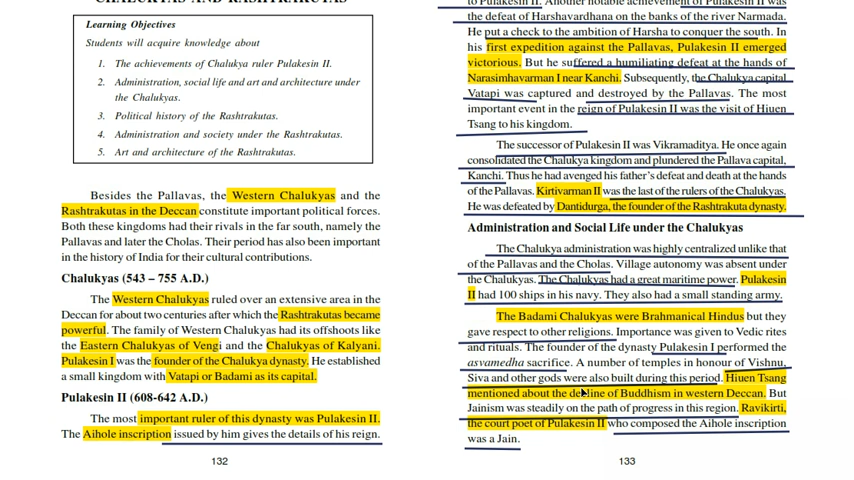 CHALUKYAS AND RASHTRAKUTAS
Learning Objectives
Students will acquire knowledge about
1. The achievements of Chalukya ruler Pulakesin II.
2. Administration, social life and art and architecture under
the Chalukyas.
3. Political history of the Rashtrakutas.
4. Administration and society under the Rashtrakutas.
5. Art and architecture of the Rashtrakutas.
Besides the Pallavas, the Western Chalukyas and the
Rashtrakutas in the Deccan constitute important political forces.
Both these kingdoms had their rivals in the far south, namely the
Pallavas and later the Cholas. Their period has also been important
in the history of India for their cultural contributions.
Chalukyas (543 – 755 A.D.)
The Western Chalukyas ruled over an extensive area in the
Deccan for about two centuries after which the Rashtrakutas became
powerful. The family of Western Chalukyas had its offshoots like
the Eastern Chalukyas of Vengi and the Chalukyas of Kalyani.
Pulakesin I was the founder of the Chalukya dynasty. He established
a small kingdom with Vatapi or Badami as its capital.
Pulakesin II (608-642 A.D.)
The most important ruler of this dynasty was Pulakesin II.
The Aihole inscription issued by him gives the details of his reign.
132
to Pulakesin II. Another notable achievement of Pulakesin II was
the defeat of Harshavardhana on the banks of the river Narmada.
He put a check to the ambition of Harsha to conquer the south. In
his first expedition against the Pallavas, Pulakesin II emerged
victorious. But he suffered a humiliating defeat at the hands of
Narasimhavarman I near Kanchi. Subsequently, the Chalukya capital
Vatapi was captured and destroyed by the Pallavas. The most
important event in the reign of Pulakesin II was the visit of Hiuen
Tsang to his kingdom.
The successor of Pulakesin II was Vikramaditya. He once again
consolidated the Chalukya kingdom and plundered the Pallava capital,
Kanchi. Thus he had avenged his father's defeat and death at the hands
of the Pallavas. Kirtivarman II was the last of the rulers of the Chalukyas.
He was defeated by Dantidurga, the founder of the Rashtrakuta dynasty.
Administration and Social Life under the Chalukyas
The Chalukya administration was highly centralized unlike that
of the Pallavas and the Cholas. Village autonomy was absent under
the Chalukyas. The Chalukyas had a great maritime power. Pulakesin
II had 100 ships in his navy. They also had a small standing army.
The Badami Chalukyas were Brahmanical Hindus but they
gave respect to other religions. Importance was given to Vedic rites
and rituals. The founder of the dynasty Pulakesin I performed the
asvamedha sacrifice. A number of temples in honour of Vishnu,
Siva and other gods were also built during this period. Hiuen Tsang
mentioned about the decline of Buddhism in western Deccan. But
Jainism was steadily on the path of progress in this region. Ravikirti,
the court poet of Pulakesin II who composed the Aihole inscription
was a Jain.
133